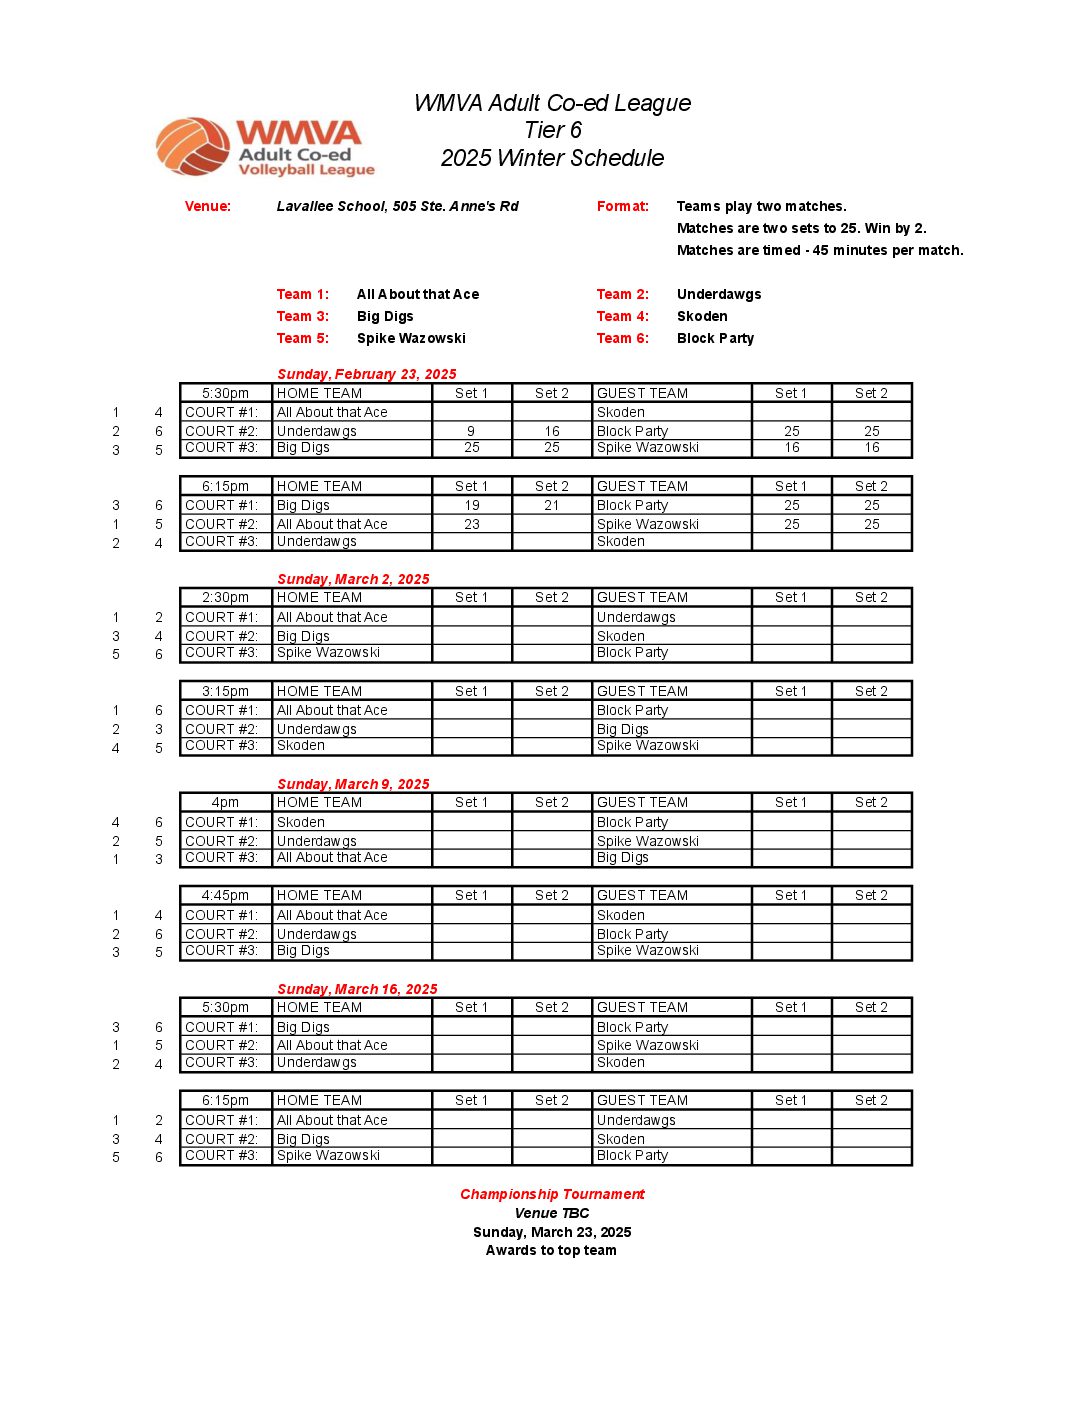 WMVA Adult Co-ed League
Tier 6
2025 Winter Schedule
WMVA
Adult Co-ed
Volleyball League
Venue: Lavallee School, 505 Ste. Anne's Rd Format: Teams play two matches.
Matches are two sets to 25. Win by 2.
Matches are timed - 45 minutes per match.
Team 1: All About that Ace Team 2: Underdawgs
Team 3: Big Digs Team 4: Skoden
Team 5: Spike Wazowski Team 6: Block Party
Sunday, February 23, 2025
5:30pm HOME TEAM Set 1 Set 2 GUEST TEAM Set 1 Set 2
1 4 COURT #1: All About that Ace Skoden
2 6 COURT #2: Underdawgs 9 16 Block Party 25 25
3 5 COURT #3: Big Digs 25 25 Spike Wazowski 16 16
6:15pm HOME TEAM Set 1 Set 2 GUEST TEAM Set 1 Set 2
3 6 COURT #1: Big Digs 19 21 Block Party 25 25
1 5 COURT #2: All About that Ace 23 Spike Wazowski 25 25
2 4 COURT #3: Underdawgs Skoden
Sunday, March 2, 2025
2:30pm HOME TEAM Set 1 Set 2 GUEST TEAM Set 1 Set 2
1 2 COURT #1: All About that Ace Underdawgs
3 4 COURT #2: Big Digs Skoden
5 6 COURT #3: Spike Wazowski Block Party
3:15pm HOME TEAM Set 1 Set 2 GUEST TEAM Set 1 Set 2
1 6 COURT #1: All About that Ace Block Party
2 3 COURT #2: Underdawgs Big Digs
4 5 COURT #3: Skoden Spike Wazowski
Sunday, March 9, 2025
4pm HOME TEAM Set 1 Set 2 GUEST TEAM Set 1 Set 2
4 6 COURT #1: Skoden Block Party
2 5 COURT #2: Underdawgs Spike Wazowski
1 3 COURT #3: All About that Ace Big Digs
4:45pm HOME TEAM Set 1 Set 2 GUEST TEAM Set 1 Set 2
1 4 COURT #1: All About that Ace Skoden
2 6 COURT #2: Underdawgs Block Party
3 5 COURT #3: Big Digs Spike Wazowski
Sunday, March 16, 2025
5:30pm HOME TEAM Set 1 Set 2 GUEST TEAM Set 1 Set 2
3 6 COURT #1: Big Digs Block Party
1 5 COURT #2: All About that Ace Spike Wazowski
2 4 COURT #3: Underdawgs Skoden
6:15pm HOME TEAM Set 1 Set 2 GUEST TEAM Set 1 Set 2
1 2 COURT #1: All About that Ace Underdawgs
3 4 COURT #2: Big Digs Skoden
5 6 COURT #3: Spike Wazowski Block Party
Championship Tournament
Venue TBC
Sunday, March 23, 2025
Awards to top team